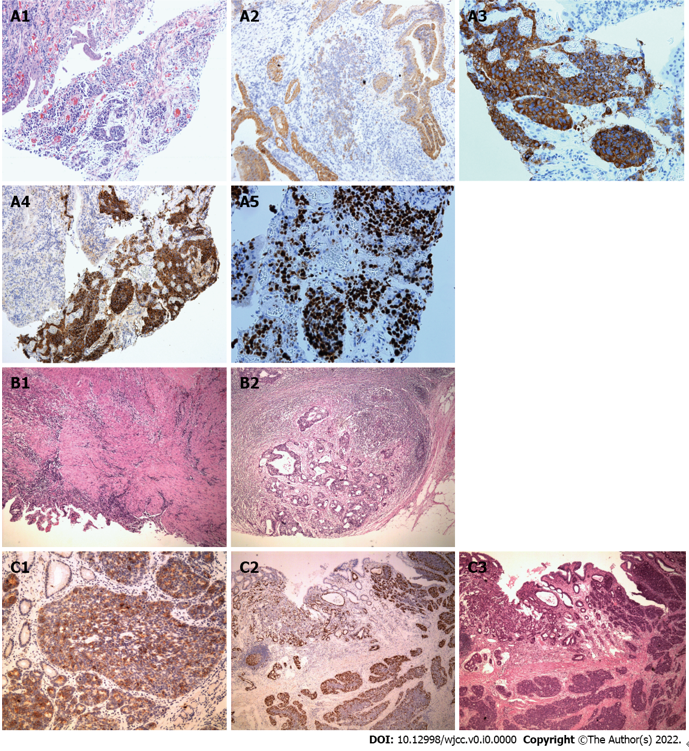 A1 A2 A3
A4 A5
B1 B2
C1 C2 C3
DOI: 10.12998/wjcc.v0.i0.0000 Copyright ©The Author(s) 2022.